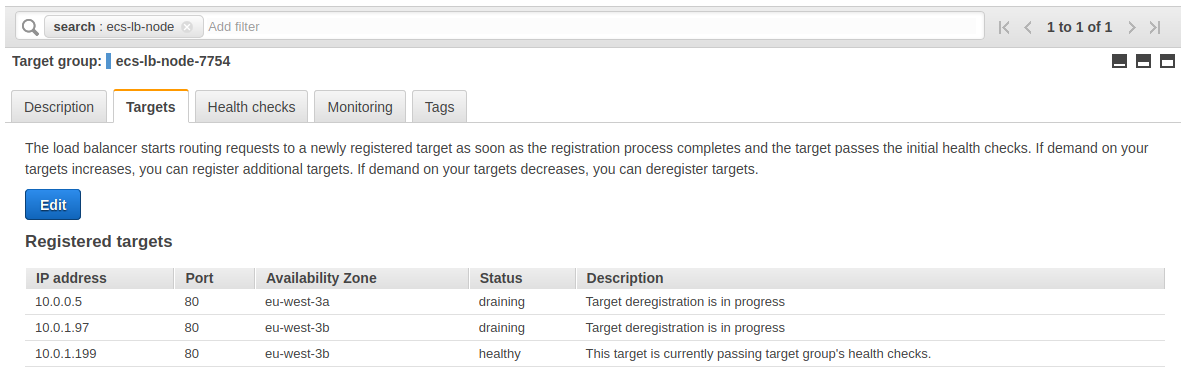 search : ecs-lb-node Add filter 1 to 1 of 1
Target group: ecs-lb-node-7754
Description Targets Health checks Monitoring Tags
The load balancer starts routing requests to a newly registered target as soon as the registration process completes and the target passes the initial health checks. If demand on your
targets increases, you can register additional targets. If demand on your targets decreases, you can deregister targets.
Edit
Registered targets
IP address Port Availability Zone Status Description
10.0.0.5 80 eu-west-3a draining Target deregistration is in progress
10.0.1.97 80 eu-west-3b draining Target deregistration is in progress
10.0.1.199 80 eu-west-3b healthy This target is currently passing target group's health checks.